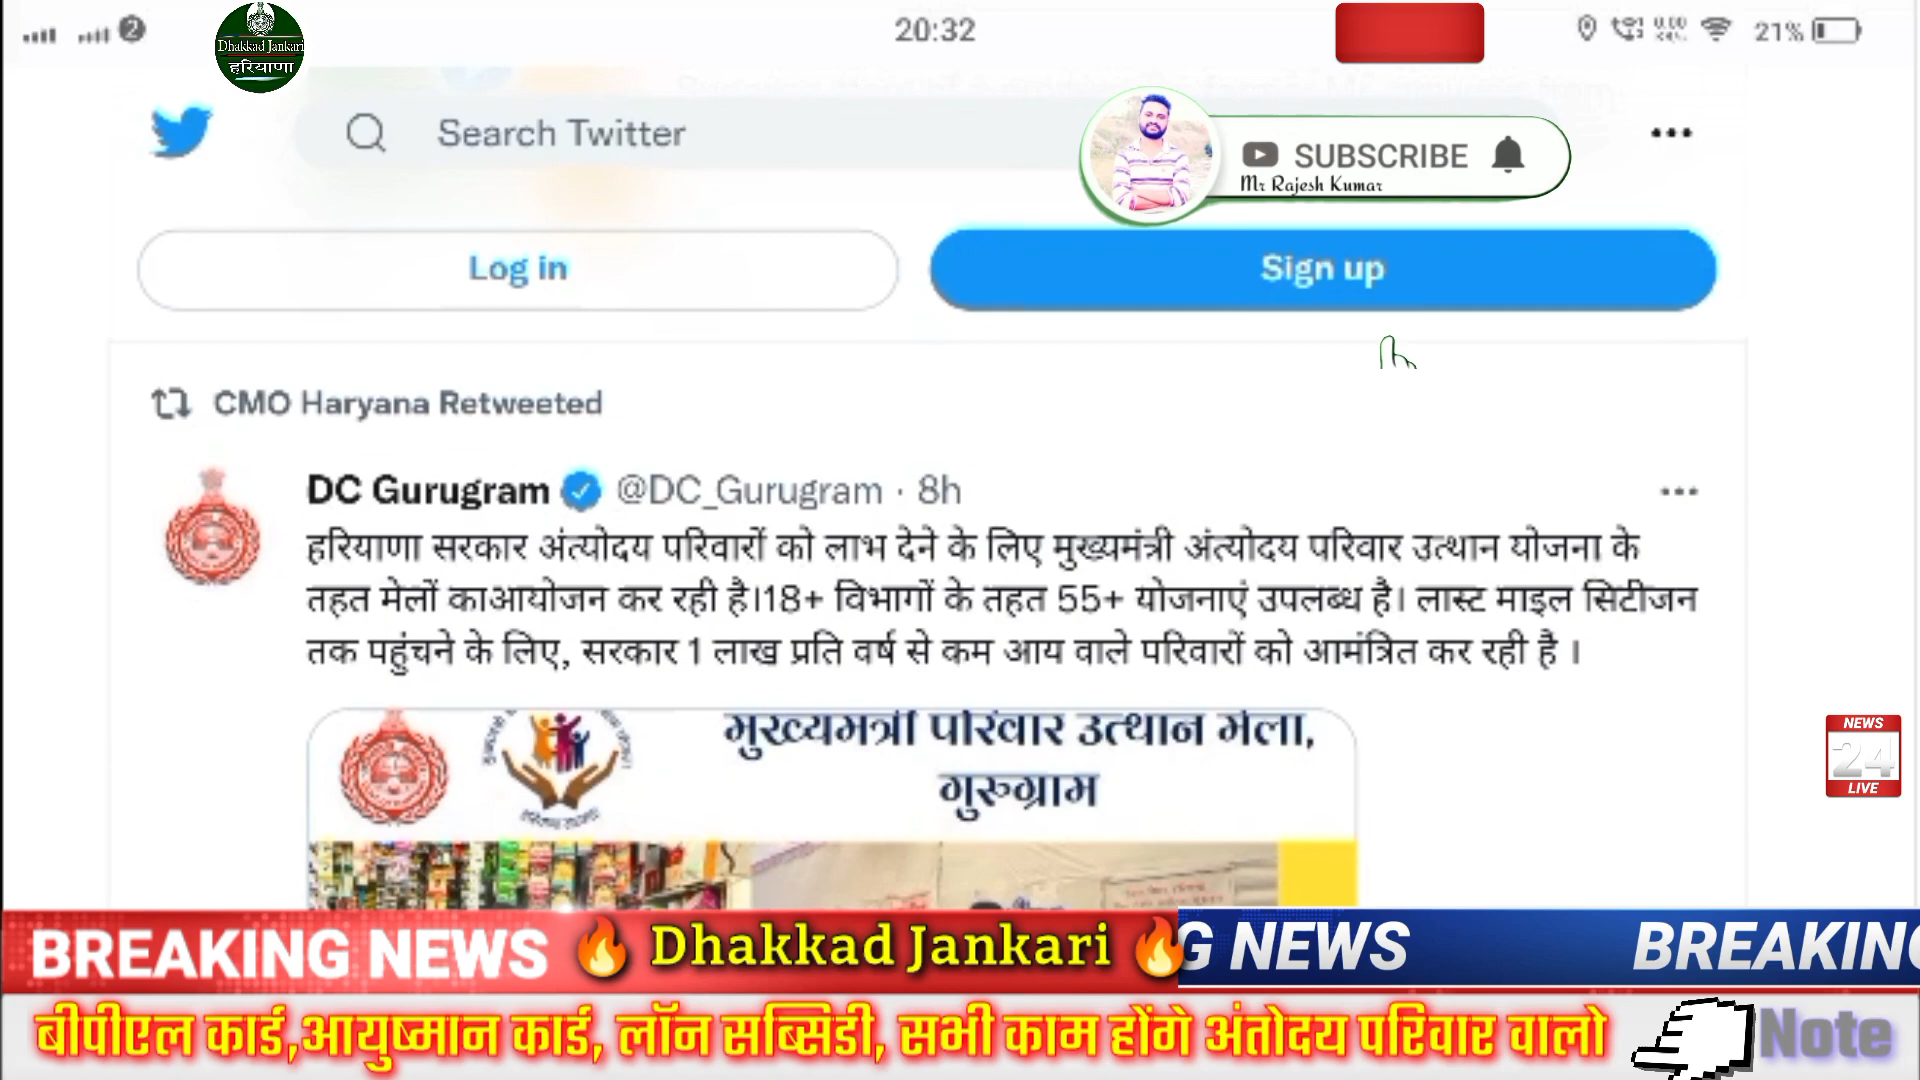 2
Dhakkad Jankari
हरियाणा
20:32
21%
Search Twitter
SUBSCRIBE
Mr Rajesh Kumar
Log in
Sign up
CMO Haryana Retweeted
DC Gurugram @DC_Gurugram · 8h
हरियाणा सरकार अंत्योदय परिवारों को लाभ देने के लिए मुख्यमंत्री अंत्योदय परिवार उत्थान योजना के
तहत मेलों काआयोजन कर रही है।18+ विभागों के तहत 55+ योजनाएं उपलब्ध है। लास्ट माइल सिटीजन
तक पहुंचने के लिए, सरकार 1 लाख प्रति वर्ष से कम आय वाले परिवारों को आमंत्रित कर रही है ।
मुख्यमंत्री परिवार उत्थान मेला,
गुरुग्राम
NEWS
24
LIVE
BREAKING NEWS 🔥 Dhakkad Jankari 🔥
G NEWS BREAKING
बीपीएल कार्ड,आयुष्मान कार्ड, लॉन सब्सिडी, सभी काम होंगे अंतोदय परिवार वालो
Note